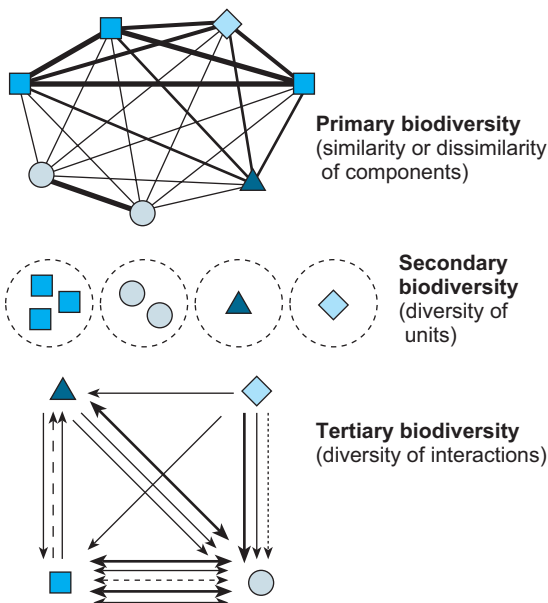 Primary biodiversity
(similarity or dissimilarity
of components)
Secondary
biodiversity
(diversity of
units)
Tertiary biodiversity
(diversity of interactions)